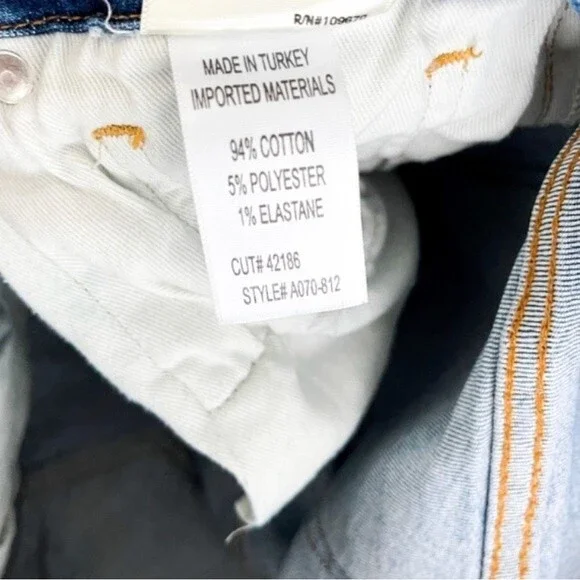 MADE IN TURKEY
IMPORTED MATERIALS
94% COTTON
5% POLYESTER
1% ELASTANE
CUT# 42186
STYLE# A070-812